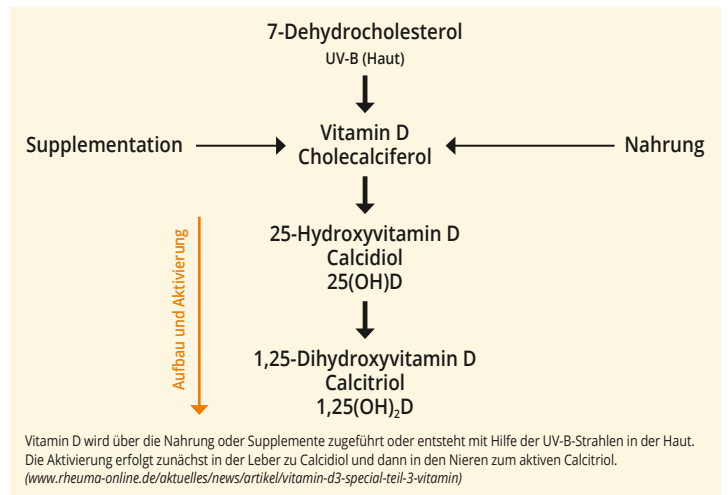 7-Dehydrocholesterol
UV-B (Haut)
Supplementation
Vitamin D
Cholecalciferol
Nahrung
Aufbau und Aktivierung
25-Hydroxyvitamin D
Calcidiol
25(OH)D
1,25-Dihydroxyvitamin D
Calcitriol
1,25(OH)₂D
Vitamin D wird über die Nahrung oder Supplemente zugeführt oder entsteht mit Hilfe der UV-B-Strahlen in der Haut.
Die Aktivierung erfolgt zunächst in der Leber zu Calcidiol und dann in den Nieren zum aktiven Calcitriol.
(www.rheuma-online.de/aktuelles/news/artikel/vitamin-d3-special-teil-3-vitamin)